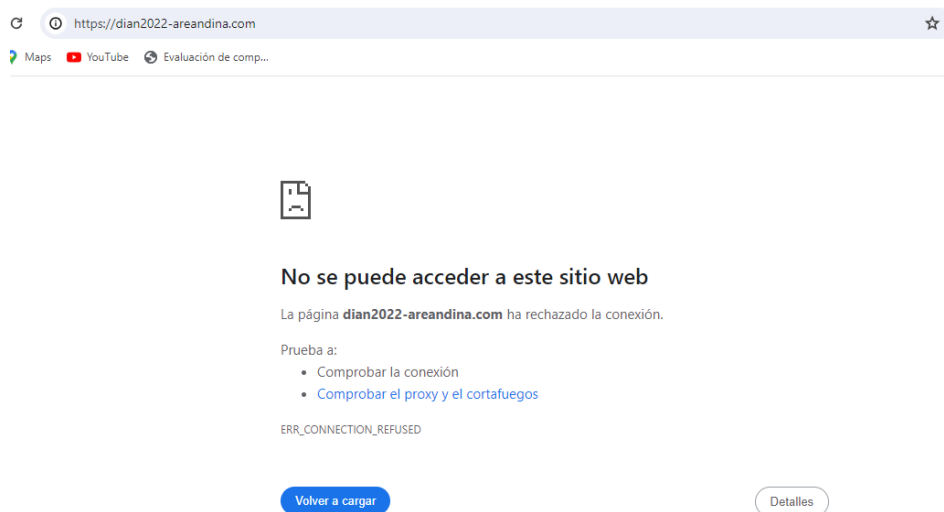 https://dian2022-areandina.com
Maps YouTube Evaluación de comp...
No se puede acceder a este sitio web
La página dian2022-areandina.com ha rechazado la conexión.
Prueba a:
• Comprobar la conexión
• Comprobar el proxy y el cortafuegos
ERR_CONNECTION_REFUSED
Volver a cargar Detalles